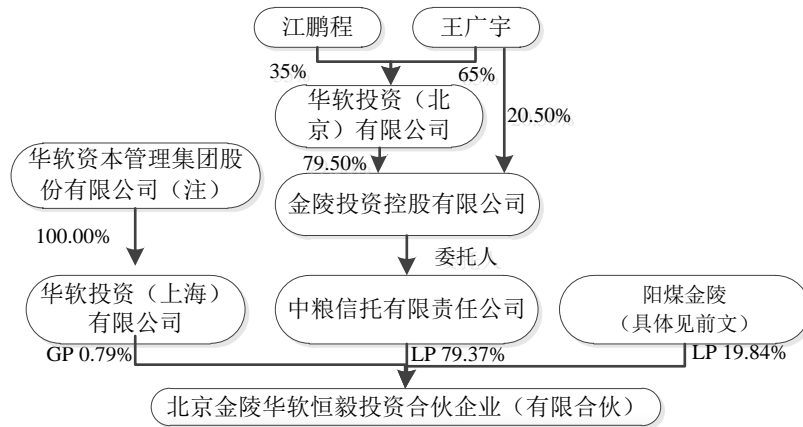 江鹏程
王广宇
35%
65%
华软投资（北
京）有限公司
20.50%
79.50%
华软资本管理集团股
份有限公司（注）
金陵投资控股有限公司
100.00%
委托人
华软投资（上海）
有限公司
中粮信托有限责任公司
阳煤金陵
（具体见前文）
GP 0.79%
LP 79.37%
LP 19.84%
北京金陵华软恒毅投资合伙企业（有限合伙）